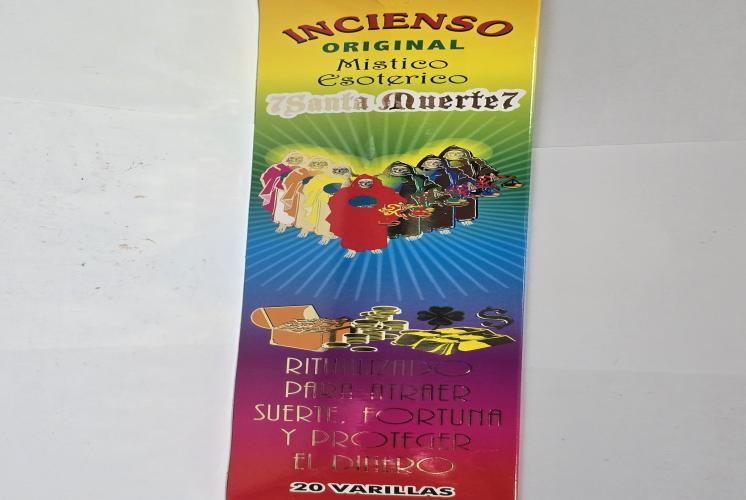 INCIENSO
ORIGINAL
Mistico
Esoterico
7Santa Muerte7
RITUALIZADO
PARA ATRAER
SUERTE, FORTUNA
Y PROTEGER
EL DINERO
20 VARILLAS